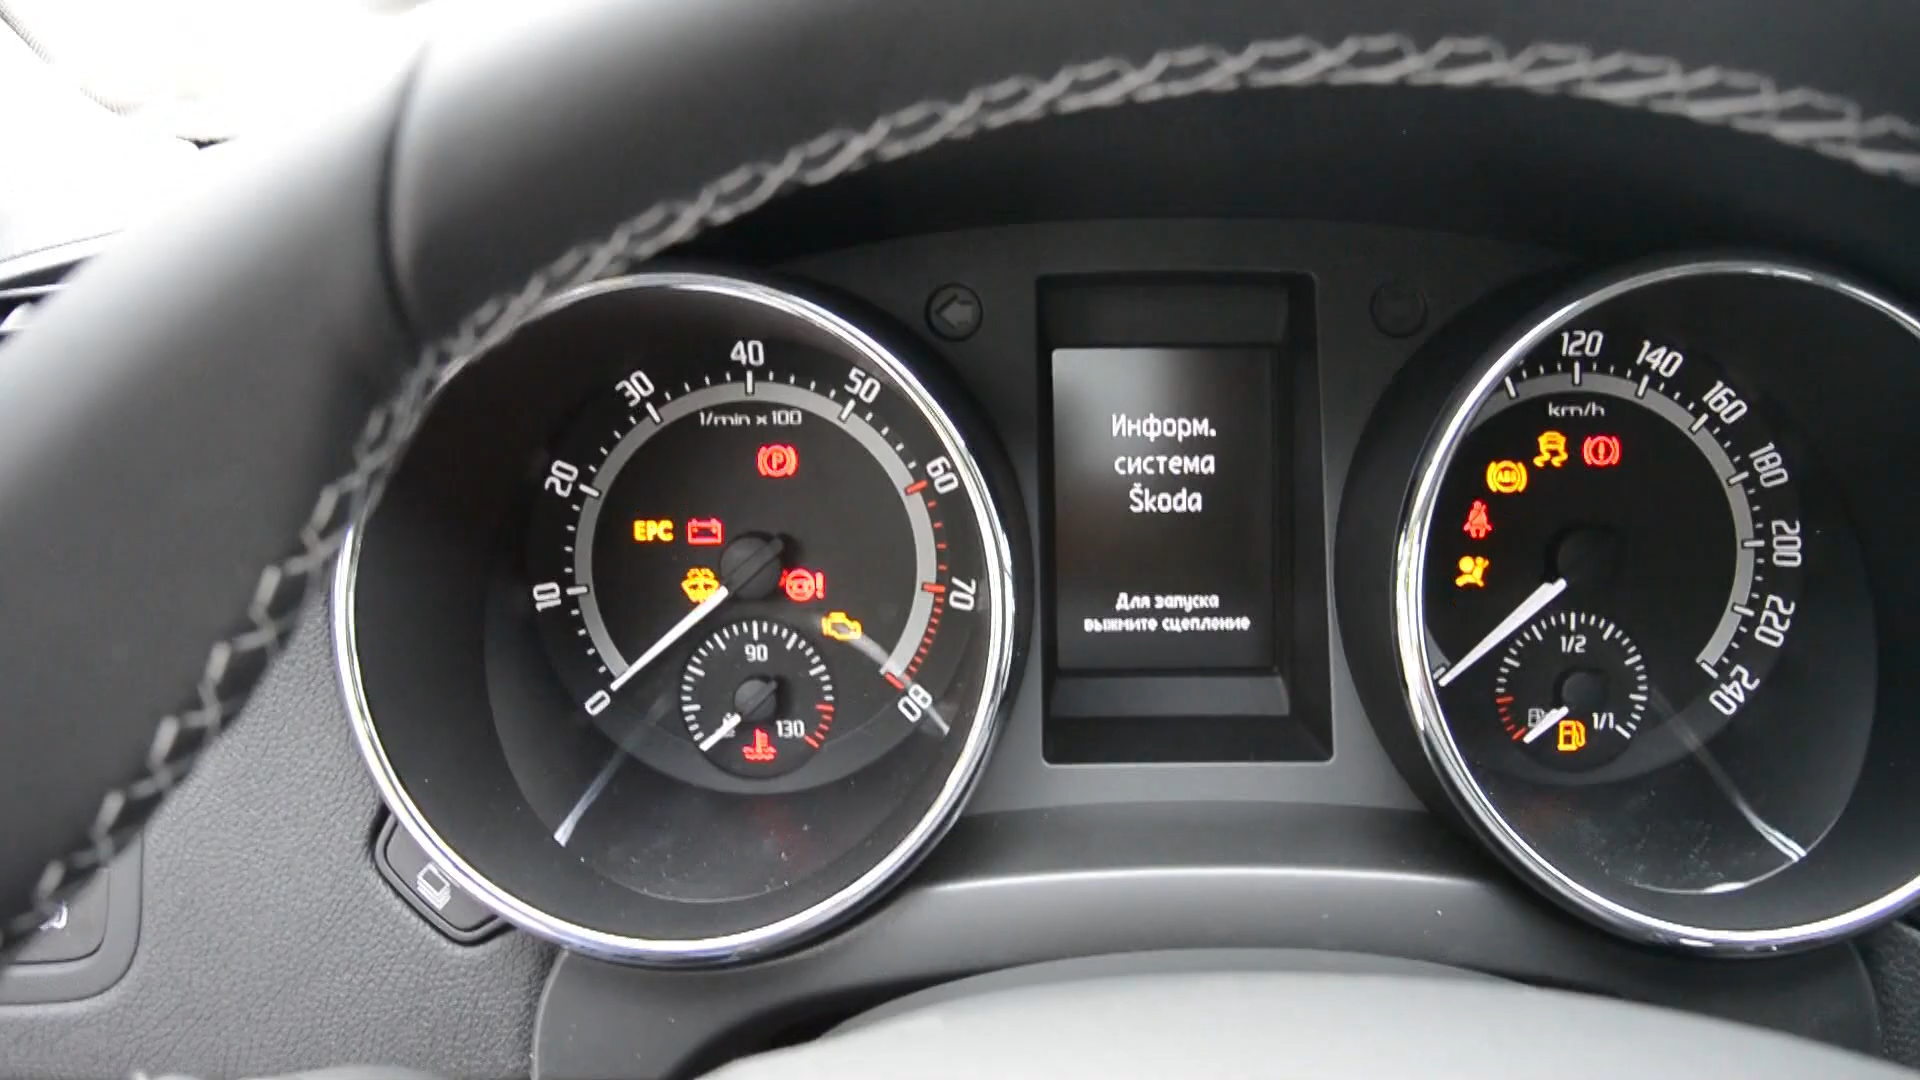 0
10
20
30
40
50
60
70
80
1/min x 100
P
EPC
90
130
Информ.
система
Škoda
Для запуска
выжмите сцепление
120
140
160
180
200
220
240
km/h
ABS
1/2
1/1